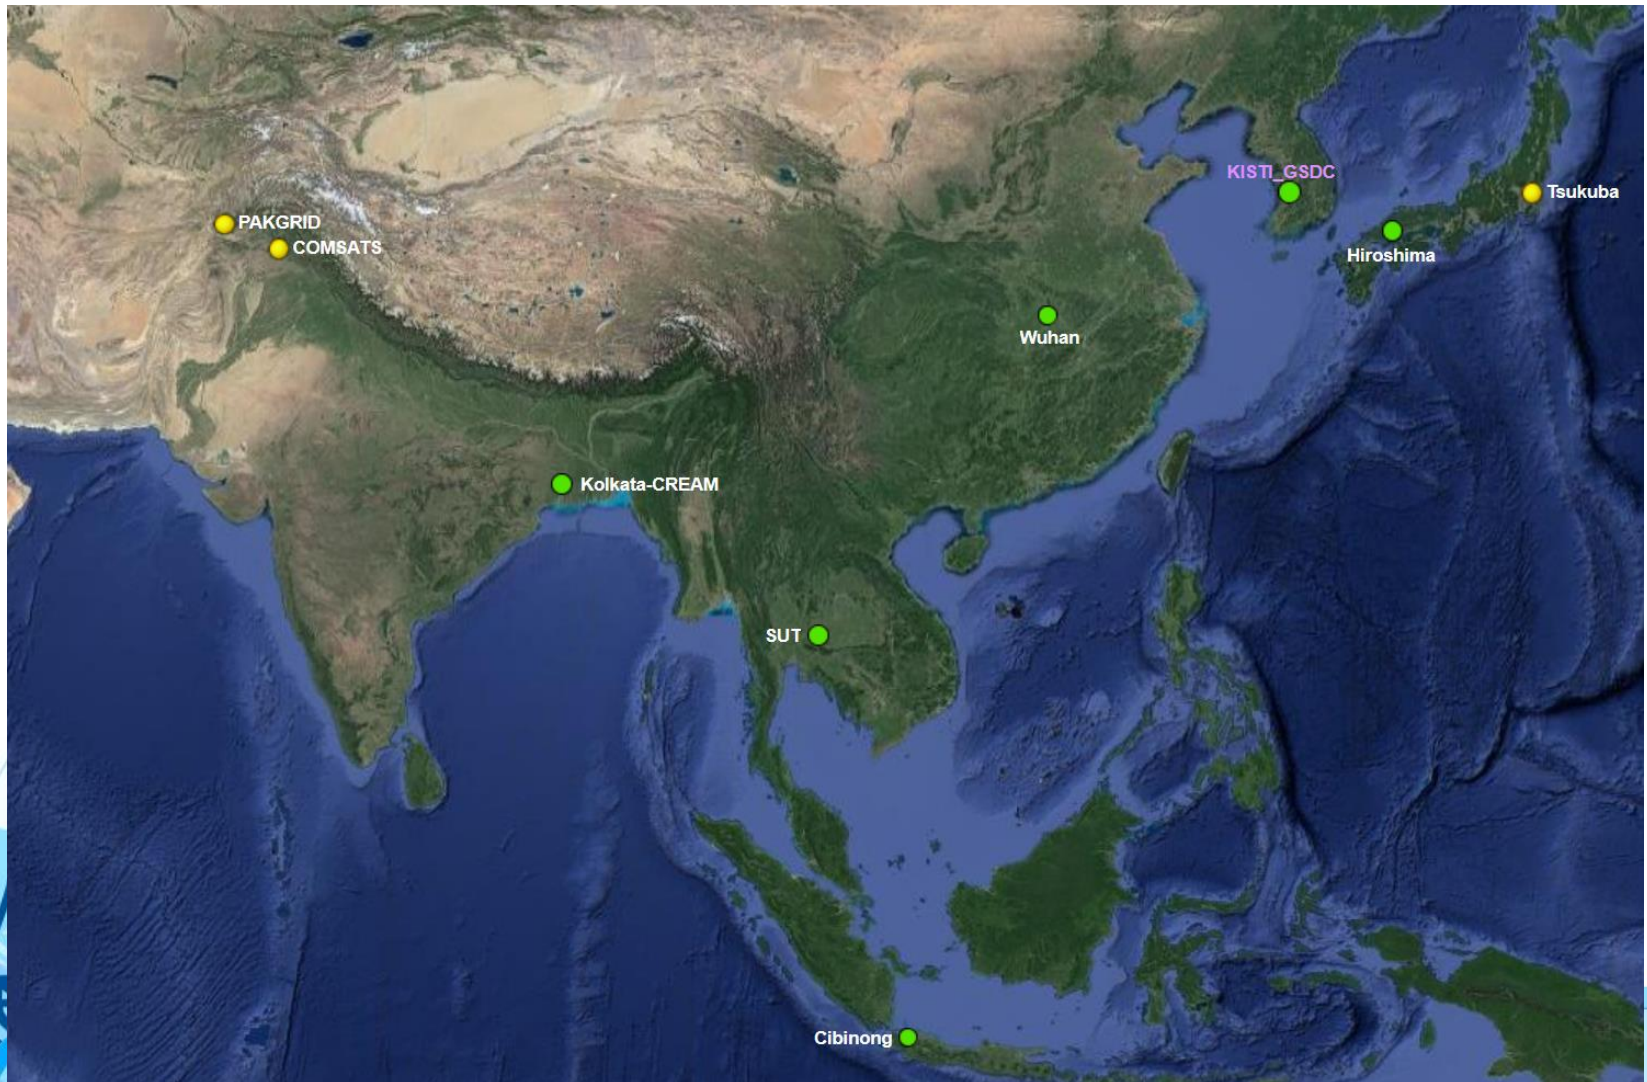 KISTI_GSDC
Tsukuba
PAKGRID
COMSATS
Hiroshima
Wuhan
Kolkata-CREAM
SUT
Cibinong